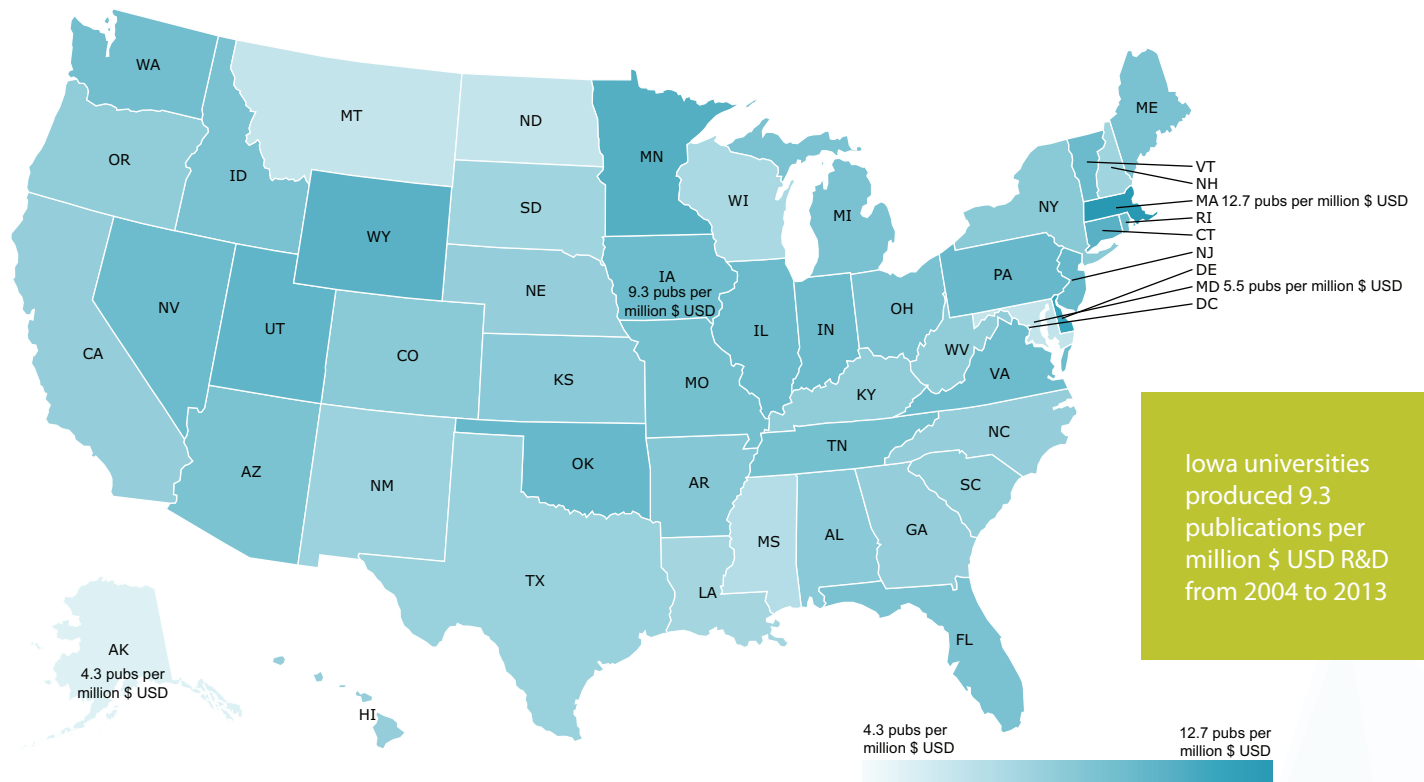 WA
MT
ND
ME
MN
OR
ID
VT
NH
MA 12.7 pubs per million $ USD
RI
CT
NJ
DE
MD 5.5 pubs per million $ USD
DC
SD
WI
MI
NY
WY
IA
9.3 pubs per
million $ USD
NE
PA
NV
UT
IL
IN
OH
CA
CO
WV
VA
KS
MO
KY
NC
AZ
NM
OK
AR
TN
SC
MS
AL
GA
TX
LA
FL
AK
4.3 pubs per
million $ USD
HI
Iowa universities
produced 9.3
publications per
million $ USD R&D
from 2004 to 2013
4.3 pubs per
million $ USD
12.7 pubs per
million $ USD